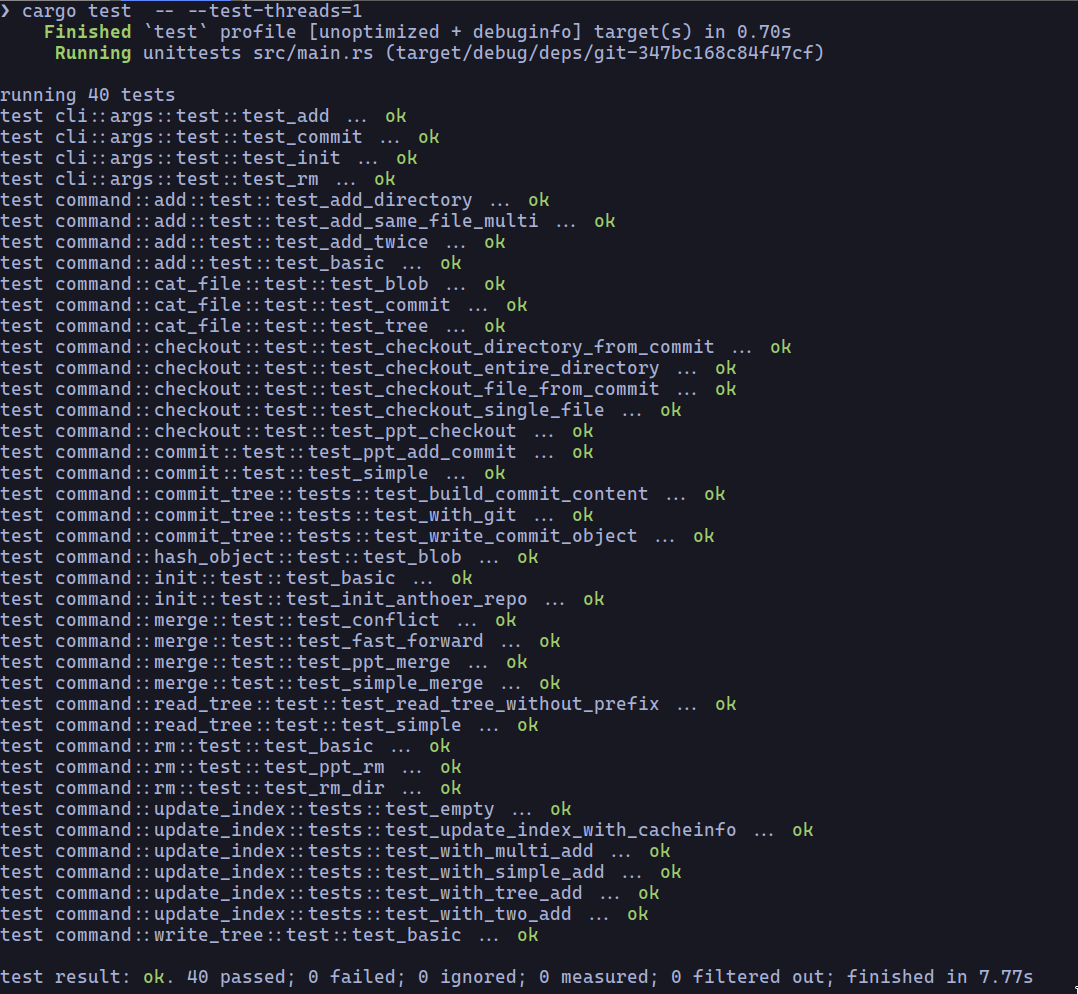 ❯ cargo test  -- --test-threads=1
    Finished `test` profile [unoptimized + debuginfo] target(s) in 0.70s
     Running unittests src/main.rs (target/debug/deps/git-347bc168c84f47cf)

running 40 tests
test cli::args::test::test_add ... ok
test cli::args::test::test_commit ... ok
test cli::args::test::test_init ... ok
test cli::args::test::test_rm ... ok
test command::add::test::test_add_directory ... ok
test command::add::test::test_add_same_file_multi ... ok
test command::add::test::test_add_twice ... ok
test command::add::test::test_basic ... ok
test command::cat_file::test::test_blob ... ok
test command::cat_file::test::test_commit ... ok
test command::cat_file::test::test_tree ... ok
test command::checkout::test::test_checkout_directory_from_commit ... ok
test command::checkout::test::test_checkout_entire_directory ... ok
test command::checkout::test::test_checkout_file_from_commit ... ok
test command::checkout::test::test_checkout_single_file ... ok
test command::checkout::test::test_ppt_checkout ... ok
test command::commit::test::test_ppt_add_commit ... ok
test command::commit::test::test_simple ... ok
test command::commit_tree::tests::test_build_commit_content ... ok
test command::commit_tree::tests::test_with_git ... ok
test command::commit_tree::tests::test_write_commit_object ... ok
test command::hash_object::test::test_blob ... ok
test command::init::test::test_basic ... ok
test command::init::test::test_init_anthoer_repo ... ok
test command::merge::test::test_conflict ... ok
test command::merge::test::test_fast_forward ... ok
test command::merge::test::test_ppt_merge ... ok
test command::merge::test::test_simple_merge ... ok
test command::read_tree::test::test_read_tree_without_prefix ... ok
test command::read_tree::test::test_simple ... ok
test command::rm::test::test_basic ... ok
test command::rm::test::test_ppt_rm ... ok
test command::rm::test::test_rm_dir ... ok
test command::update_index::tests::test_empty ... ok
test command::update_index::tests::test_update_index_with_cacheinfo ... ok
test command::update_index::tests::test_with_multi_add ... ok
test command::update_index::tests::test_with_simple_add ... ok
test command::update_index::tests::test_with_tree_add ... ok
test command::update_index::tests::test_with_two_add ... ok
test command::write_tree::test::test_basic ... ok

test result: ok. 40 passed; 0 failed; 0 ignored; 0 measured; 0 filtered out; finished in 7.77s